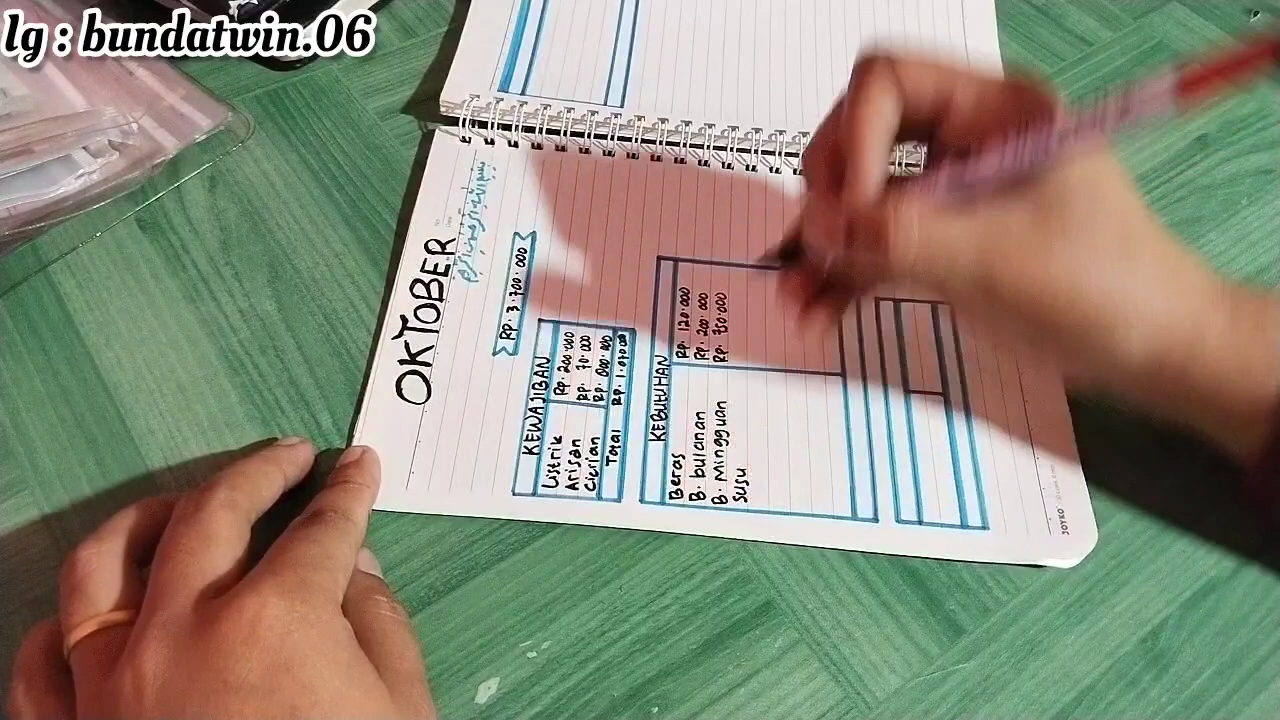 Ig : bundatwin.06
OKTOBER
Rp. 3.700.000
KEWAJIBAN
Listrik Rp. 200.000
Arisan Rp. 70.000
Cicilan Rp. 800.000
Total Rp. 1.070.000
KEBUTUHAN
Beras Rp. 120.000
B. bulanan Rp. 200.000
B. Mingguan Rp. 750.000
Susu
JOYKO